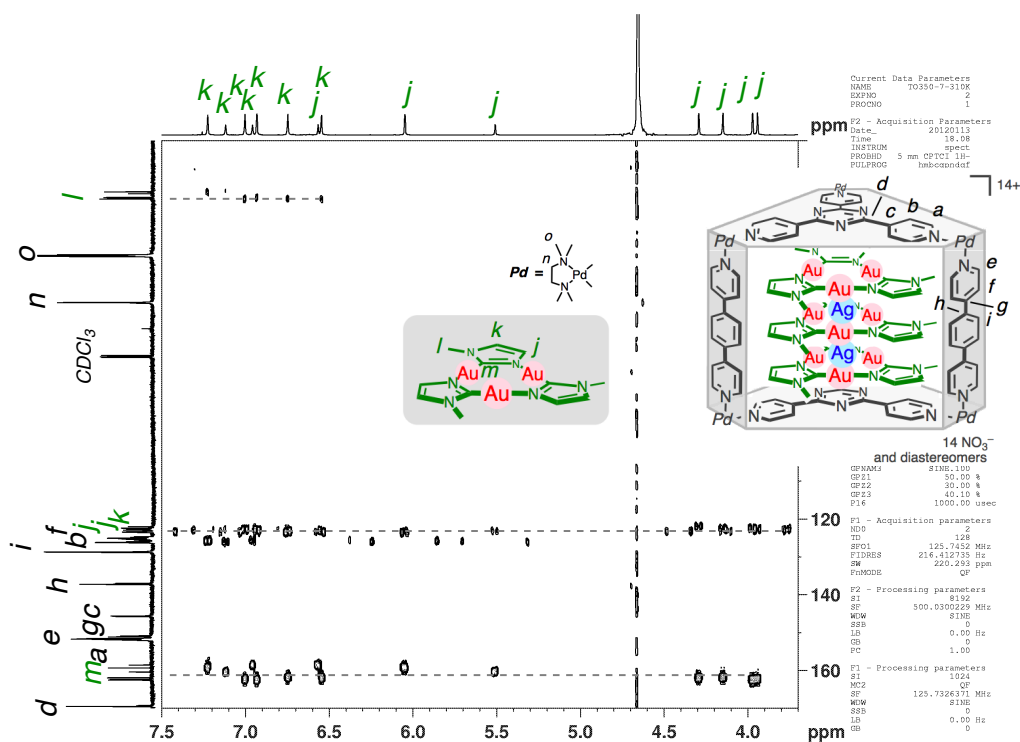 k k k k k k k j j j j j j j
ppm
Current Data Parameters
NAME TO350-7-310K
EXPNO 2
PROCNO 1
F2 - Acquisition Parameters
Date_ 20120113
Time 18.08
INSTRUM spect
PROBHD 5 mm CPTCI 1H-
PULPROG hmbcgpndqf
14+
Pd
N N N
d
c b a
N N N
Pd Pd
N N
e
f
g
h
i
N N
Au Au
Au
N N
Ag
Au Au
Au
N N
Ag
Au Au
Au
N N
N N
Pd Pd
N N N N N
14 NO3−
and diastereomers
o
n
Pd = N Pd N
k
l N N j
Au m Au
N Au N N
N
l
o
n
CDCl3
k
j
j
j
f
b
i
h
c
g
e
a
m
d
GPNAM3 SINE.100
GPZ1 50.00 %
GPZ2 30.00 %
GPZ3 40.10 %
P16 1000.00 usec
F1 - Acquisition parameters
ND0 2
TD 128
SFO1 125.7452 MHz
FIDRES 216.412735 Hz
SW 220.293 ppm
FnMODE QF
F2 - Processing parameters
SI 8192
SF 500.0300229 MHz
WDW SINE
SSB 0
LB 0.00 Hz
GB 0
PC 1.00
F1 - Processing parameters
SI 1024
MC2 QF
SF 125.7326371 MHz
WDW SINE
SSB 0
LB 0.00 Hz
GB 0
120
140
160
7.5 7.0 6.5 6.0 5.5 5.0 4.5 4.0 ppm